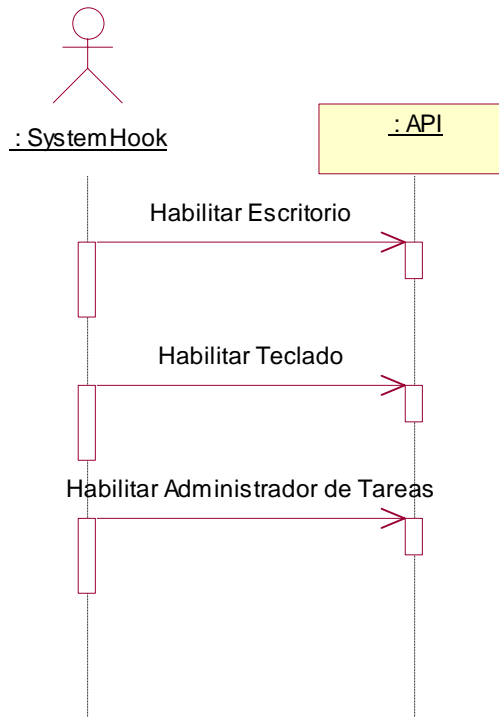 : SystemHook
: API
Habilitar Escritorio
Habilitar Teclado
Habilitar Administrador de Tareas